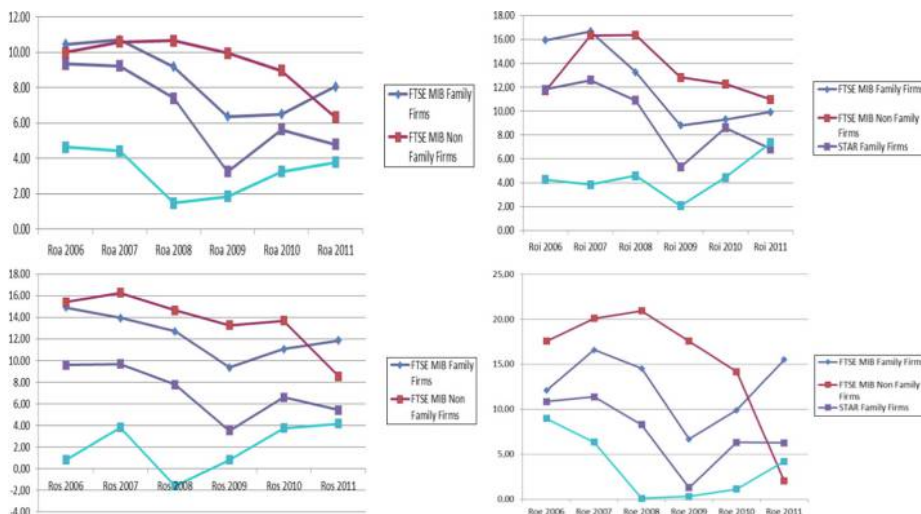 12.00
10.00
8.00
6.00
4.00
2.00
0.00
Roa 2006 Roa 2007 Roa 2008 Roa 2009 Roa 2010 Roa 2011
FTSE MIB Family
Firms
FTSE MIB Non
Family Firms
18.00
16.00
14.00
12.00
10.00
8.00
6.00
4.00
2.00
0.00
Roi 2006 Roi 2007 Roi 2008 Roi 2009 Roi 2010 Roi 2011
FTSE MIB Family Firms
FTSE MIB Non Family
Firms
STAR Family Firms
18.00
16.00
14.00
12.00
10.00
8.00
6.00
4.00
2.00
0.00
-2.00
-4.00
Ros 2006 Ros 2007 Ros 2008 Ros 2009 Ros 2010 Ros 2011
FTSE MIB Family
Firms
FTSE MIB Non
Family Firms
25,00
20,00
15,00
10,00
5,00
0,00
Roe 2006 Roe 2007 Roe 2008 Roe 2009 Roe 2010 Roe 2011
FTSE MIB Family Firms
FTSE MIB Non Family
Firms
STAR Family Firms